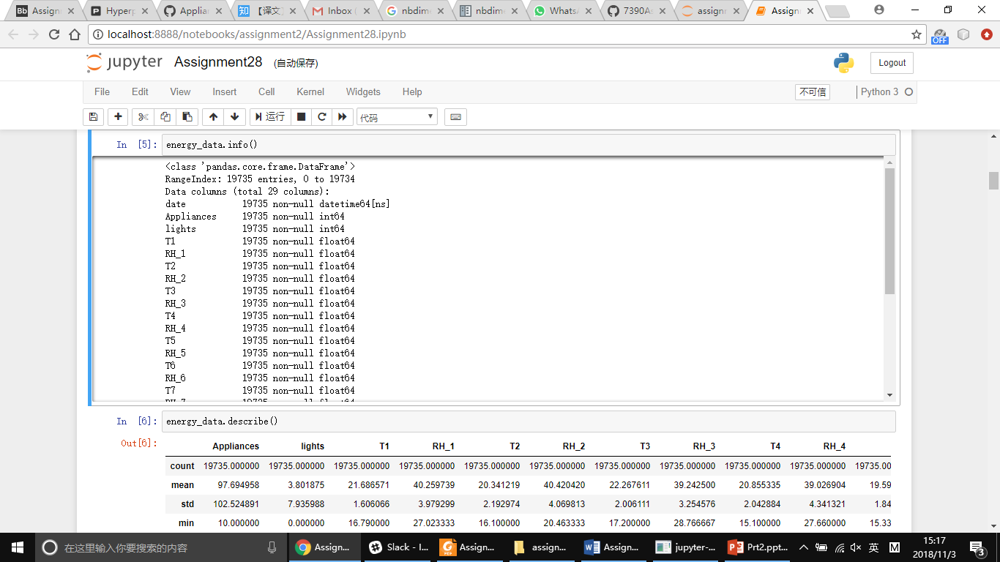 Assignm Hyperp Applian 【译文】 Inbox ( nbdime nbdime WhatsA 7390As assignm Assignm
localhost:8888/notebooks/assignment2/Assignment28.ipynb
OFF
jupyter Assignment28 (自动保存) Logout
File Edit View Insert Cell Kernel Widgets Help 不可信 Python 3
运行 代码
In [5]: energy_data.info()
<class 'pandas.core.frame.DataFrame'>
RangeIndex: 19735 entries, 0 to 19734
Data columns (total 29 columns):
date 19735 non-null datetime64[ns]
Appliances 19735 non-null int64
lights 19735 non-null int64
T1 19735 non-null float64
RH_1 19735 non-null float64
T2 19735 non-null float64
RH_2 19735 non-null float64
T3 19735 non-null float64
RH_3 19735 non-null float64
T4 19735 non-null float64
RH_4 19735 non-null float64
T5 19735 non-null float64
RH_5 19735 non-null float64
T6 19735 non-null float64
RH_6 19735 non-null float64
T7 19735 non-null float64
RH_7 19735 non-null float64
In [6]: energy_data.describe()
Out[6]:
Appliances lights T1 RH_1 T2 RH_2 T3 RH_3 T4 RH_4
count 19735.000000 19735.000000 19735.000000 19735.000000 19735.000000 19735.000000 19735.000000 19735.000000 19735.000000 19735.000000 19735.00
mean 97.694958 3.801875 21.686571 40.259739 20.341219 40.420420 22.267611 39.242500 20.855335 39.026904 19.59
std 102.524891 7.935988 1.606066 3.979299 2.192974 4.069813 2.006111 3.254576 2.042884 4.341321 1.84
min 10.000000 0.000000 16.790000 27.023333 16.100000 20.463333 17.200000 28.766667 15.100000 27.660000 15.33
在这里输入你要搜索的内容 Assign... Slack - I... Assign... assign... Assign... jupyter-... Prt2.ppt... 英 M 15:17
2018/11/3 3